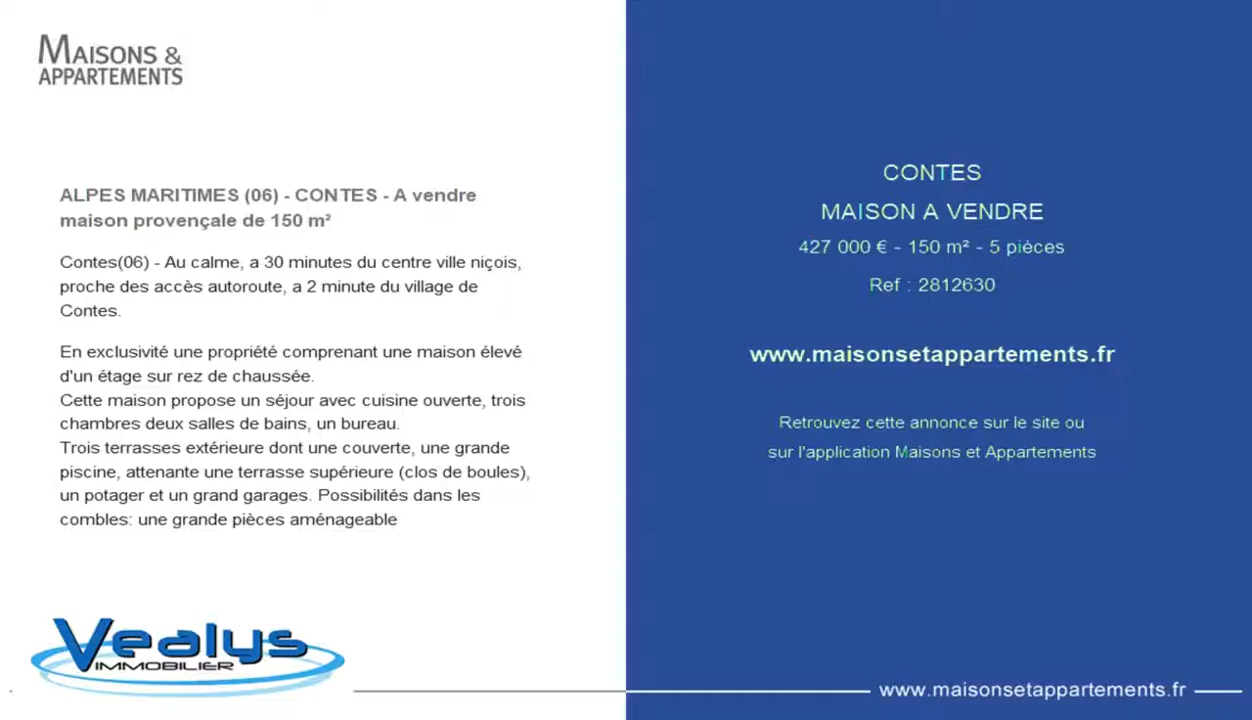 MAISONS &
APPARTEMENTS
ALPES MARITIMES (06) - CONTES - A vendre
maison provençale de 150 m²
Contes(06) - Au calme, a 30 minutes du centre ville niçois,
proche des accès autoroute, a 2 minute du village de
Contes.
En exclusivité une propriété comprenant une maison élevé
d'un étage sur rez de chaussée.
Cette maison propose un séjour avec cuisine ouverte, trois
chambres deux salles de bains, un bureau.
Trois terrasses extérieure dont une couverte, une grande
piscine, attenante une terrasse supérieure (clos de boules),
un potager et un grand garages. Possibilités dans les
combles: une grande pièces aménageable
Vealys
IMMOBILIER
CONTES
MAISON A VENDRE
427 000 € - 150 m² - 5 pièces
Ref : 2812630
www.maisonsetappartements.fr
Retrouvez cette annonce sur le site ou
sur l'application Maisons et Appartements
www.maisonsetappartements.fr